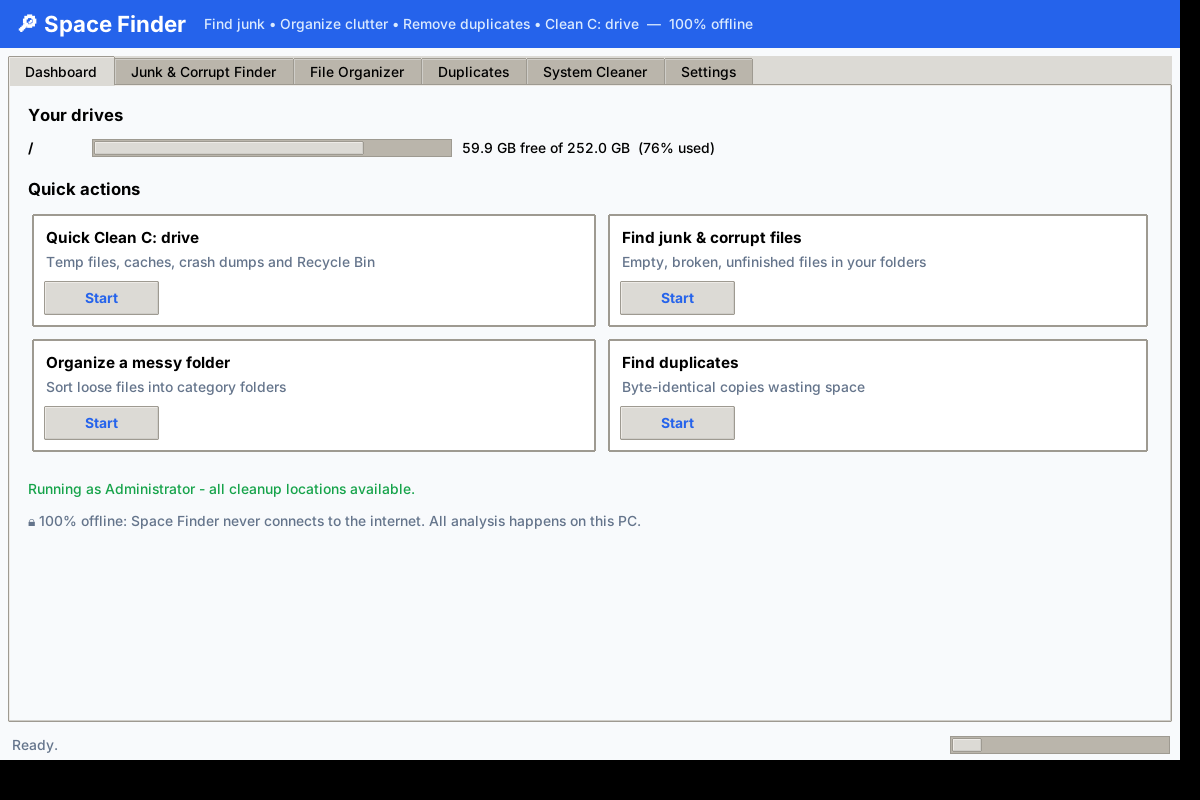 Space Finder
Find junk • Organize clutter • Remove duplicates • Clean C: drive — 100% offline
Dashboard
Junk & Corrupt Finder
File Organizer
Duplicates
System Cleaner
Settings
Your drives
/
59.9 GB free of 252.0 GB (76% used)
Quick actions
Quick Clean C: drive
Temp files, caches, crash dumps and Recycle Bin
Start
Find junk & corrupt files
Empty, broken, unfinished files in your folders
Start
Organize a messy folder
Sort loose files into category folders
Start
Find duplicates
Byte-identical copies wasting space
Start
Running as Administrator - all cleanup locations available.
100% offline: Space Finder never connects to the internet. All analysis happens on this PC.
Ready.